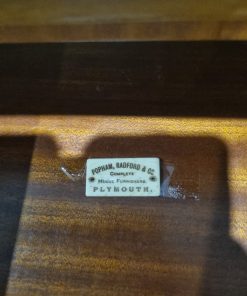 POPHAM, RADFORD & CO.
COMPLETE
HOUSE FURNISHERS.
PLYMOUTH.